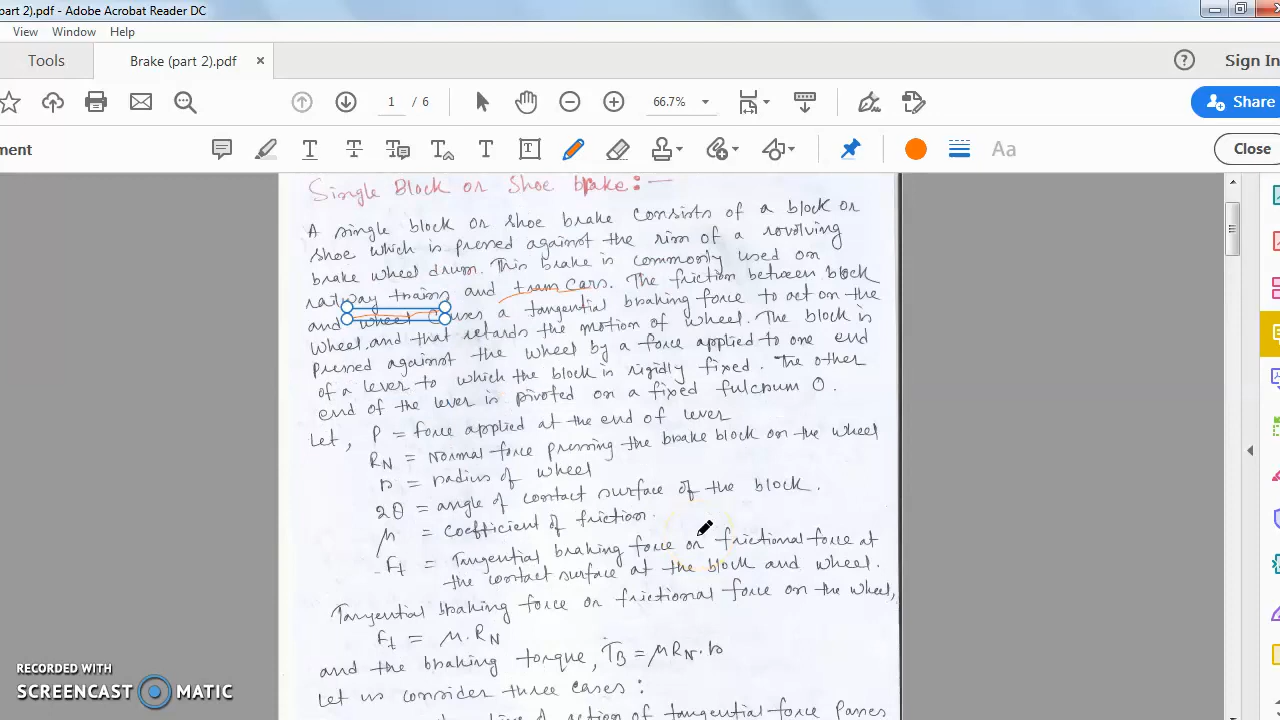 part 2).pdf - Adobe Acrobat Reader DC
View Window Help
Tools
Brake (part 2).pdf ×
? Sign In
1 / 6
66.7%
Share
ment
Aa
Close
Single Block or Shoe brake :—
A single block or shoe brake consists of a block or
shoe which is pressed against the rim of a revolving
brake wheel drum. This brake is commonly used on
railway trains and tram cars. The friction between block
and wheel causes a tangential braking force to act on the
wheel, and that retards the motion of wheel. The block is
pressed against the wheel by a force applied to one end
of a lever to which the block is rigidly fixed. The other
end of the lever is pivoted on a fixed fulcrum O.
Let, P = force applied at the end of lever
RN = Normal force pressing the brake block on the wheel
r = radius of wheel
2θ = angle of contact surface of the block.
μ = coefficient of friction.
Ft = Tangential braking force or frictional force at
the contact surface at the block and wheel.
Tangential braking force or frictional force on the wheel,
Ft = μ.RN
and the braking torque, TB = μRN.r
Let us consider three cases :
of tangential force Passes
RECORDED WITH
SCREENCAST MATIC